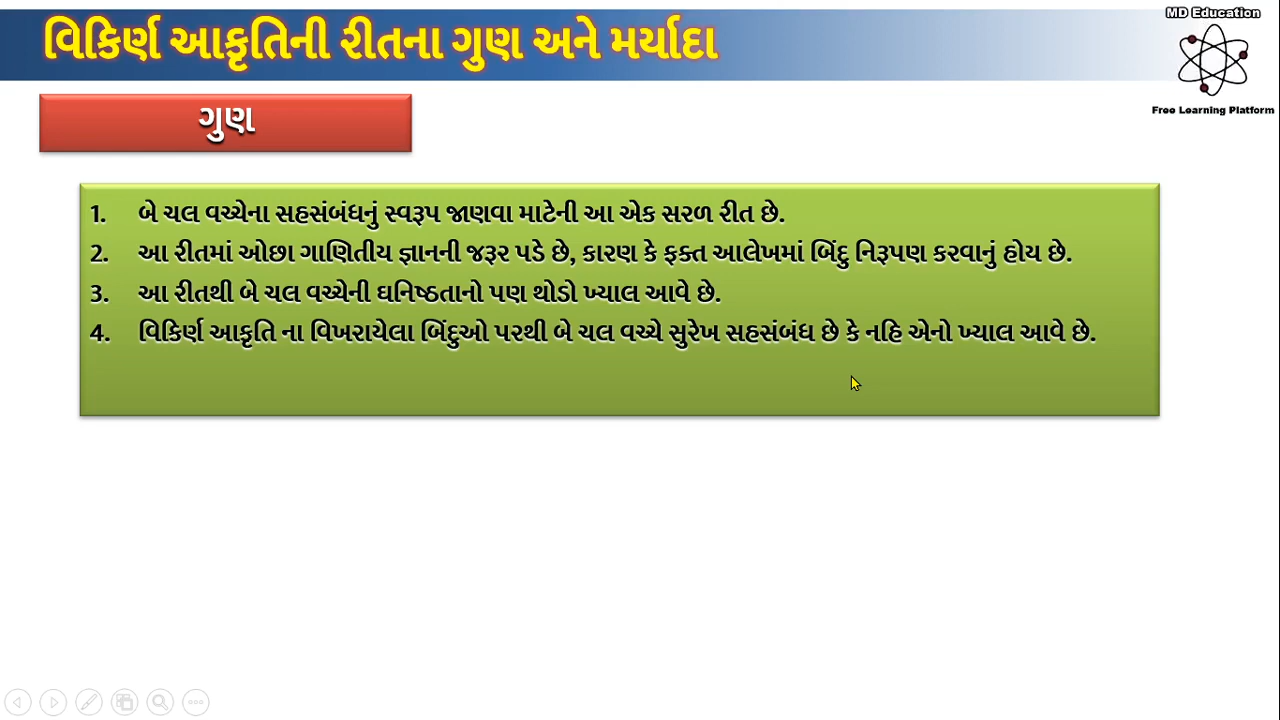 MD Education
વિકિર્ણ આકૃતિની રીતના ગુણ અને મર્યાદા
Free Learning Platform
ગુણ
1. બે ચલ વચ્ચેના સહસંબંધનું સ્વરૂપ જાણવા માટેની આ એક સરળ રીત છે.
2. આ રીતમાં ઓછા ગાણિતીય જ્ઞાનની જરૂર પડે છે, કારણ કે ફક્ત આલેખમાં બિંદુ નિરૂપણ કરવાનું હોય છે.
3. આ રીતથી બે ચલ વચ્ચેની ઘનિષ્ઠતાનો પણ થોડો ખ્યાલ આવે છે.
4. વિકિર્ણ આકૃતિ ના વિખરાયેલા બિંદુઓ પરથી બે ચલ વચ્ચે સુરેખ સહસંબંધ છે કે નહિ એનો ખ્યાલ આવે છે.